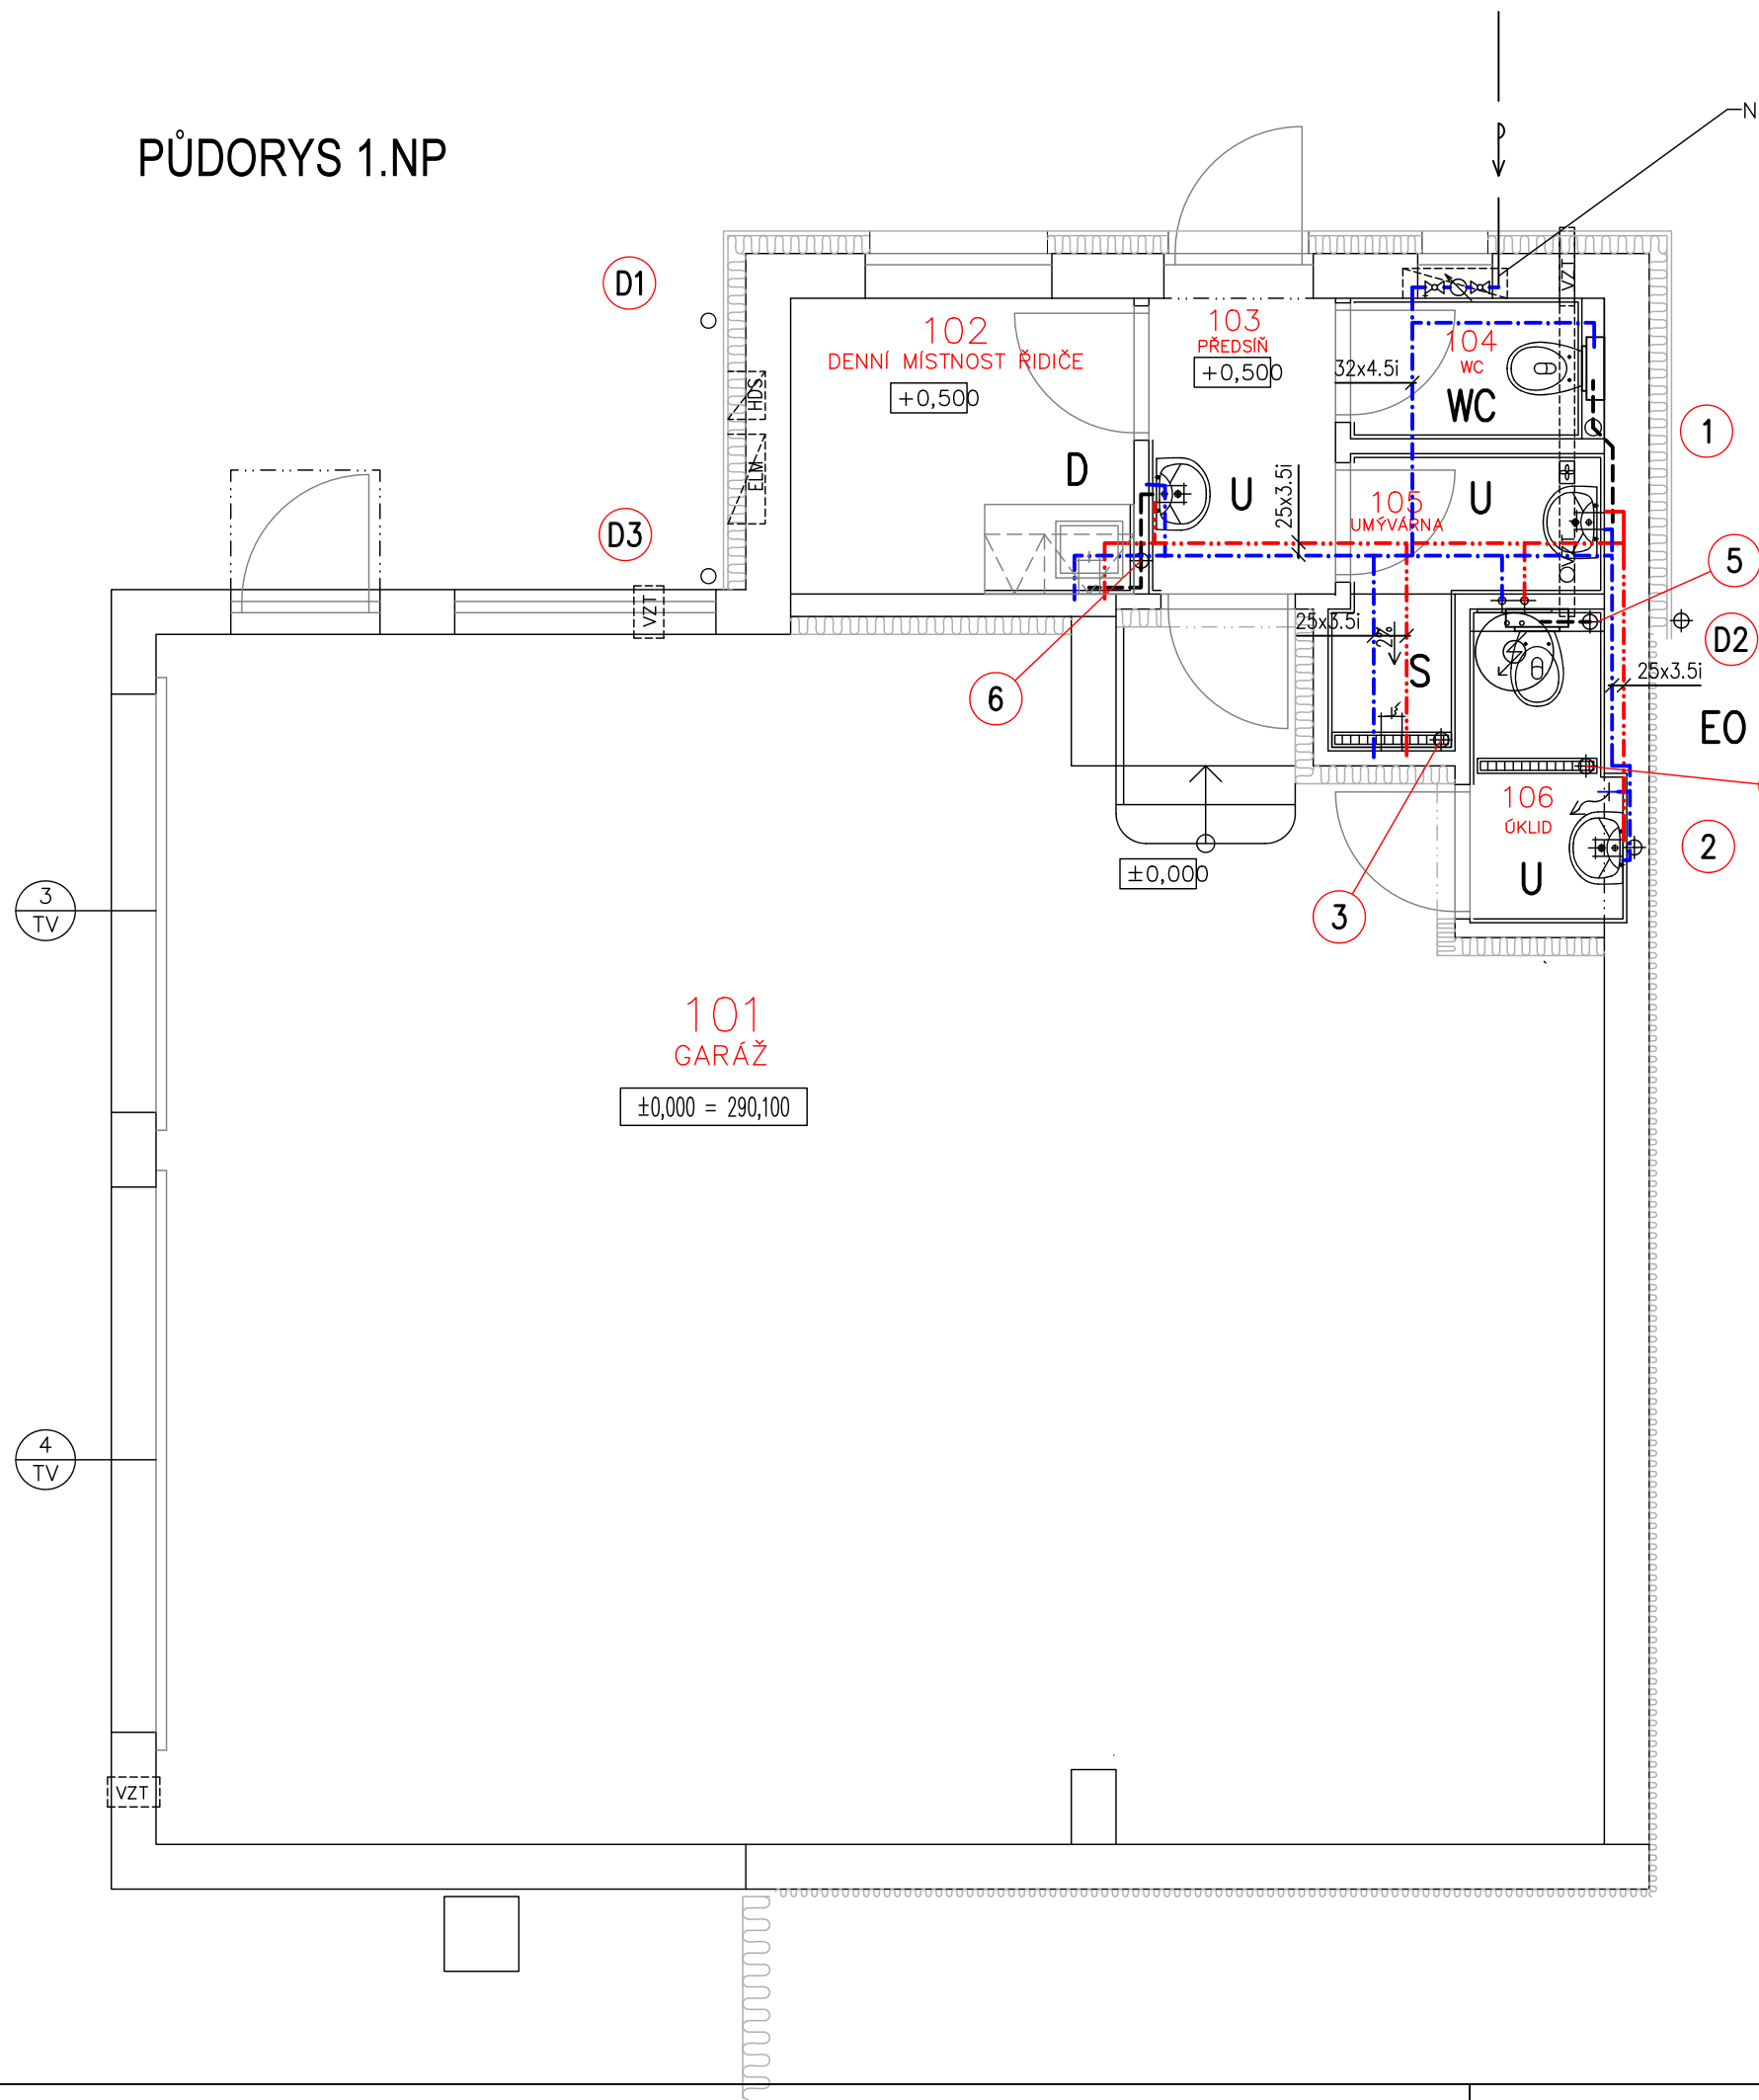 PŮDORYS 1.NP
N
D1
VZT
102
DENNÍ MÍSTNOST ŘIDIČE
+0,500
103
PŘEDSÍŇ
+0,500
104
WC
WC
32x4.5i
HDS
ELM
1
D
U
25x3.5i
105
UMÝVÁRNA
U
D3
VZT
5
VZT
25x3.5i
2%
S
D2
25x3.5i
6
EO
106
ÚKLID
U
2
±0,000
3
3
TV
101
GARÁŽ
±0,000 = 290,100
4
TV
VZT